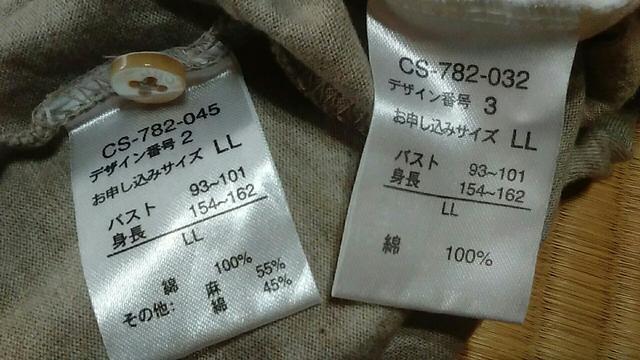 CS-782-045
デザイン番号 2
お申し込みサイズ LL
バスト 93~101
身長 154~162
LL
綿 100%
その他: 麻 55%
綿 45%
CS-782-032
デザイン番号 3
お申し込みサイズ LL
バスト 93~101
身長 154~162
LL
綿 100%